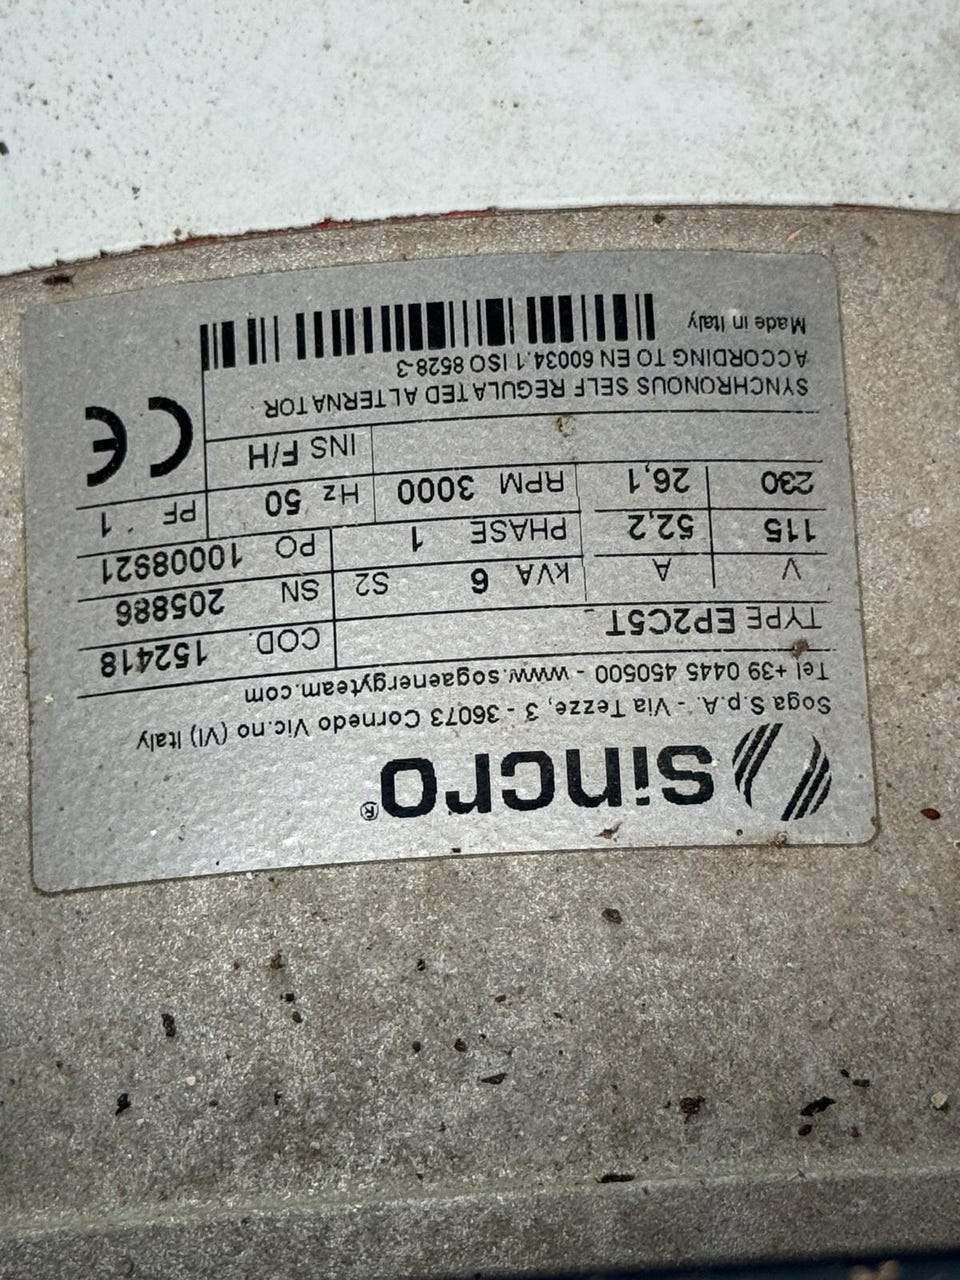 sincro®
Soga S.p.A. - Via Tezze, 3 - 36073 Cornedo Vic.no (VI) Italy
Tel +39 0445 450500 - www.sogaenergyteam.com
TYPE EP2C5T COD. 152418
V A kVA 6 S2 SN 205886
115 52,2 PHASE 1 PO 10008921
230 26,1 RPM 3000 Hz 50 PF 1
INS F/H
CE
SYNCHRONOUS SELF REGULATED ALTERNATOR
ACCORDING TO EN 60034.1 ISO 8528-3
Made in Italy